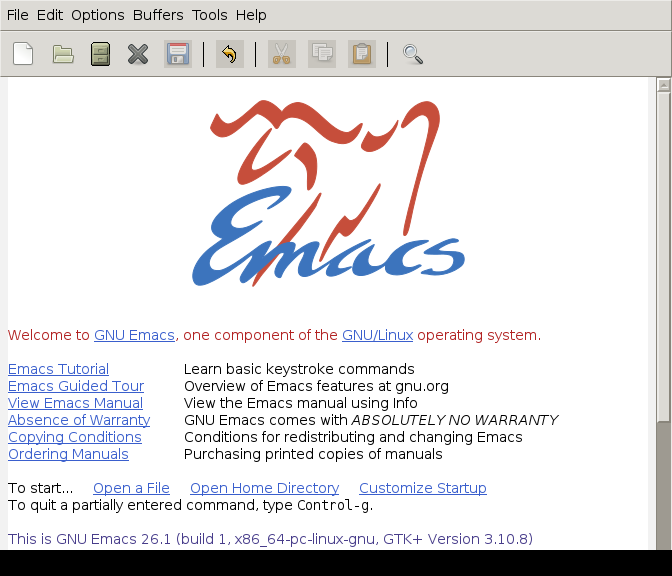 File Edit Options Buffers Tools Help
Emacs
Welcome to GNU Emacs, one component of the GNU/Linux operating system.
Emacs Tutorial Learn basic keystroke commands
Emacs Guided Tour Overview of Emacs features at gnu.org
View Emacs Manual View the Emacs manual using Info
Absence of Warranty GNU Emacs comes with ABSOLUTELY NO WARRANTY
Copying Conditions Conditions for redistributing and changing Emacs
Ordering Manuals Purchasing printed copies of manuals
To start... Open a File Open Home Directory Customize Startup
To quit a partially entered command, type Control-g.
This is GNU Emacs 26.1 (build 1, x86_64-pc-linux-gnu, GTK+ Version 3.10.8)